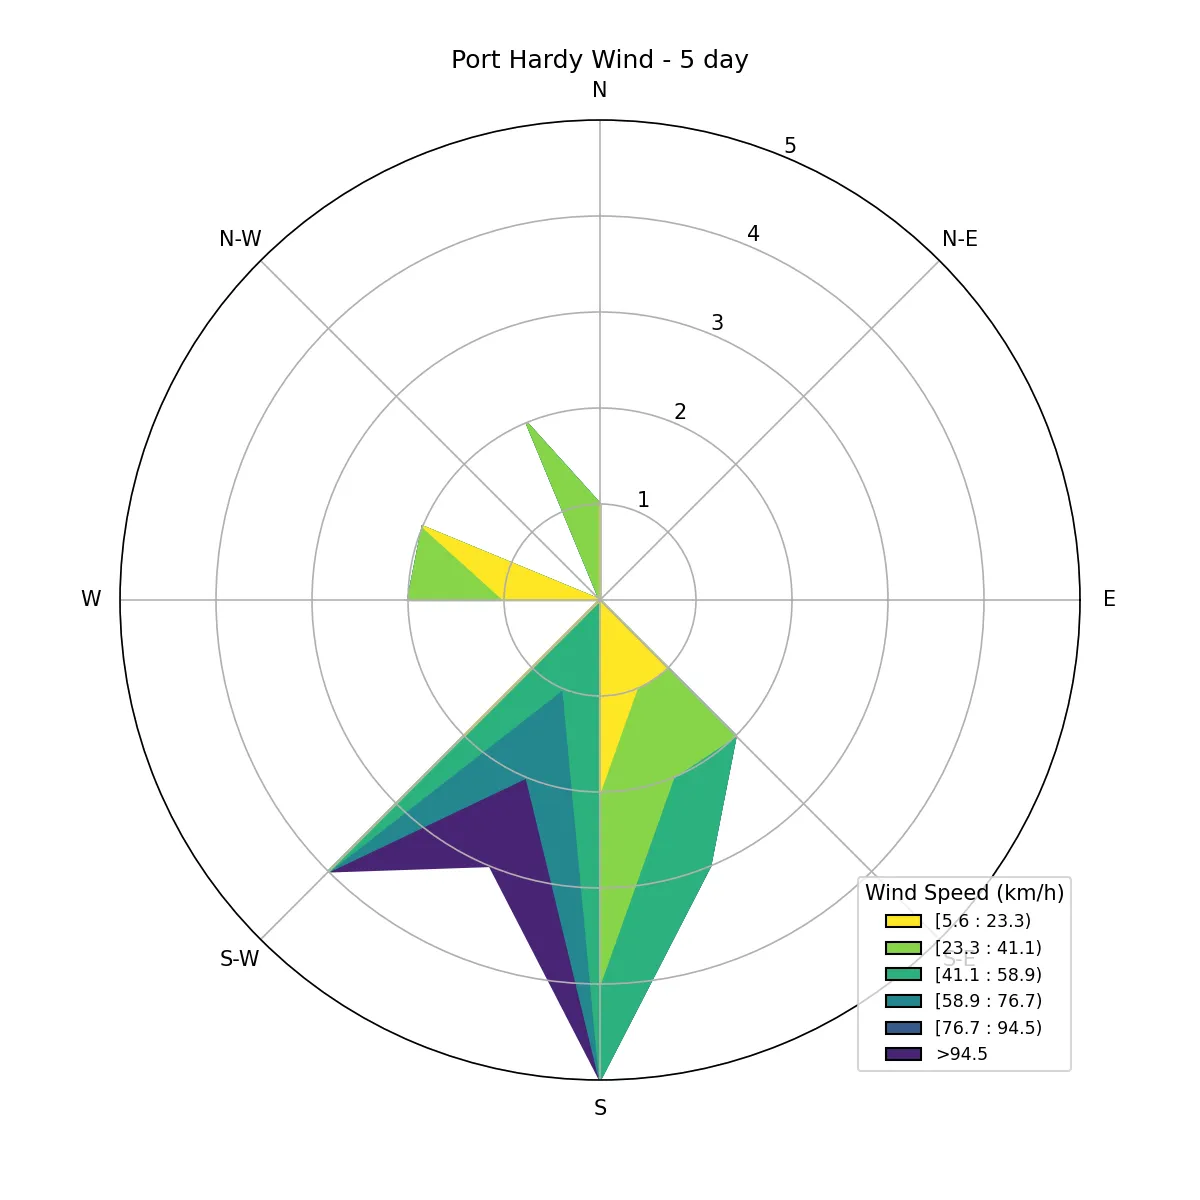 Port Hardy Wind - 5 day
N
5
N-W
N-E
4
3
2
1
W
E
S-W
S-E
S
Wind Speed (km/h)
[5.6 : 23.3)
[23.3 : 41.1)
[41.1 : 58.9)
[58.9 : 76.7)
[76.7 : 94.5)
>94.5